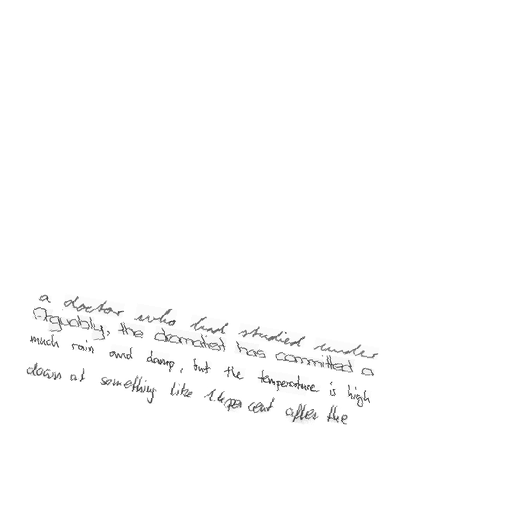 a doctor who had studied under
Arguably, the dramatist has committed a
much rain and damp, but the temperature is high
down at something like per cent after the